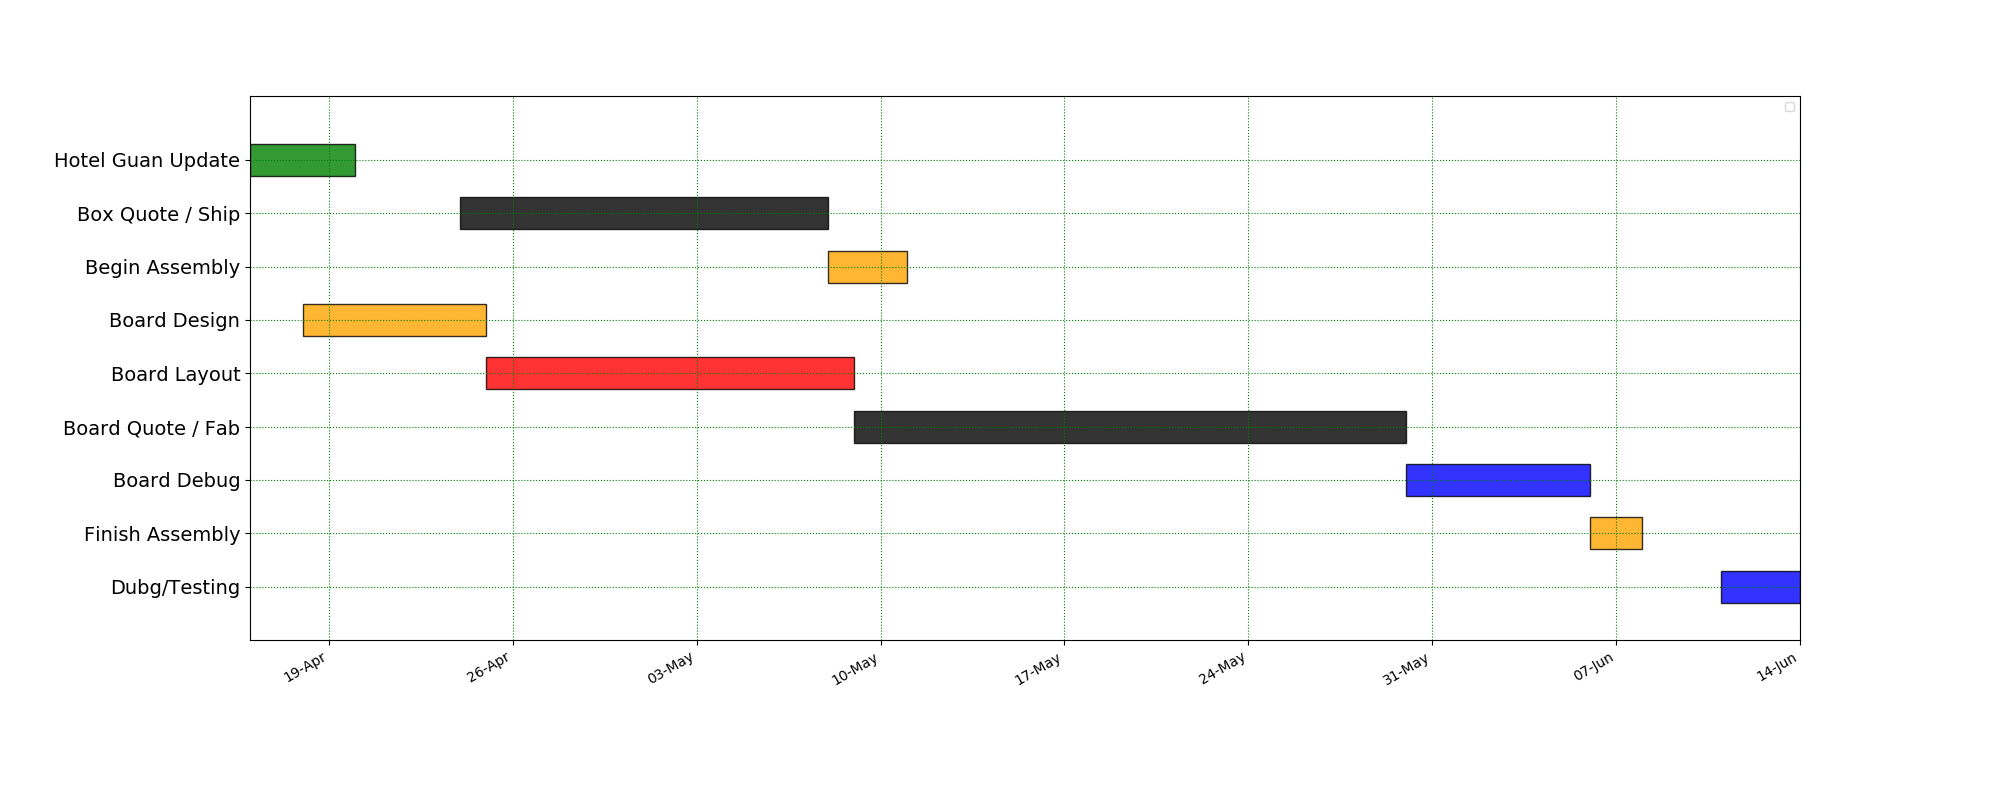 Hotel Guan Update
Box Quote / Ship
Begin Assembly
Board Design
Board Layout
Board Quote / Fab
Board Debug
Finish Assembly
Dubg/Testing
19-Apr
26-Apr
03-May
10-May
17-May
24-May
31-May
07-Jun
14-Jun